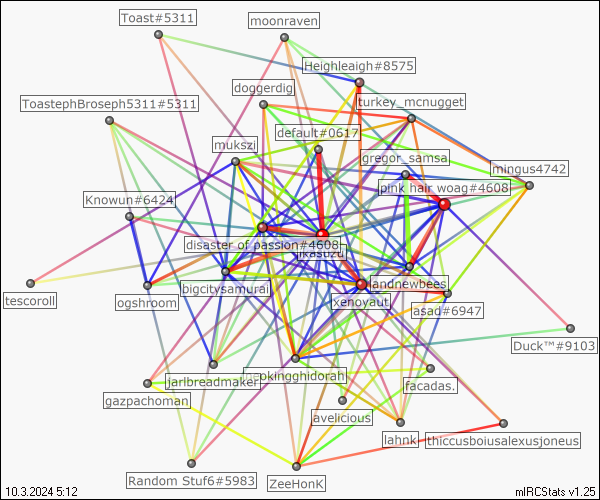 Toast#5311
moonraven
Heighleaigh#8575
doggerdig
turkey_mcnugget
ToastephBroseph5311#5311
default#0617
mukszi
gregor_samsa
mingus4742
pink hair woag#4608
Knowun#6424
disaster of passion#4608
bigcitysamurai
landnewbees
tescoroll
ogshroom
xenoyaut
asad#6947
Duck™#9103
jarlbreadmaker
gazpachoman
facadas.
avelicious
lahnk
thiccusboiusalexusjoneus
Random Stuf6#5983
ZeeHonK
10.3.2024 5:12
mIRCStats v1.25